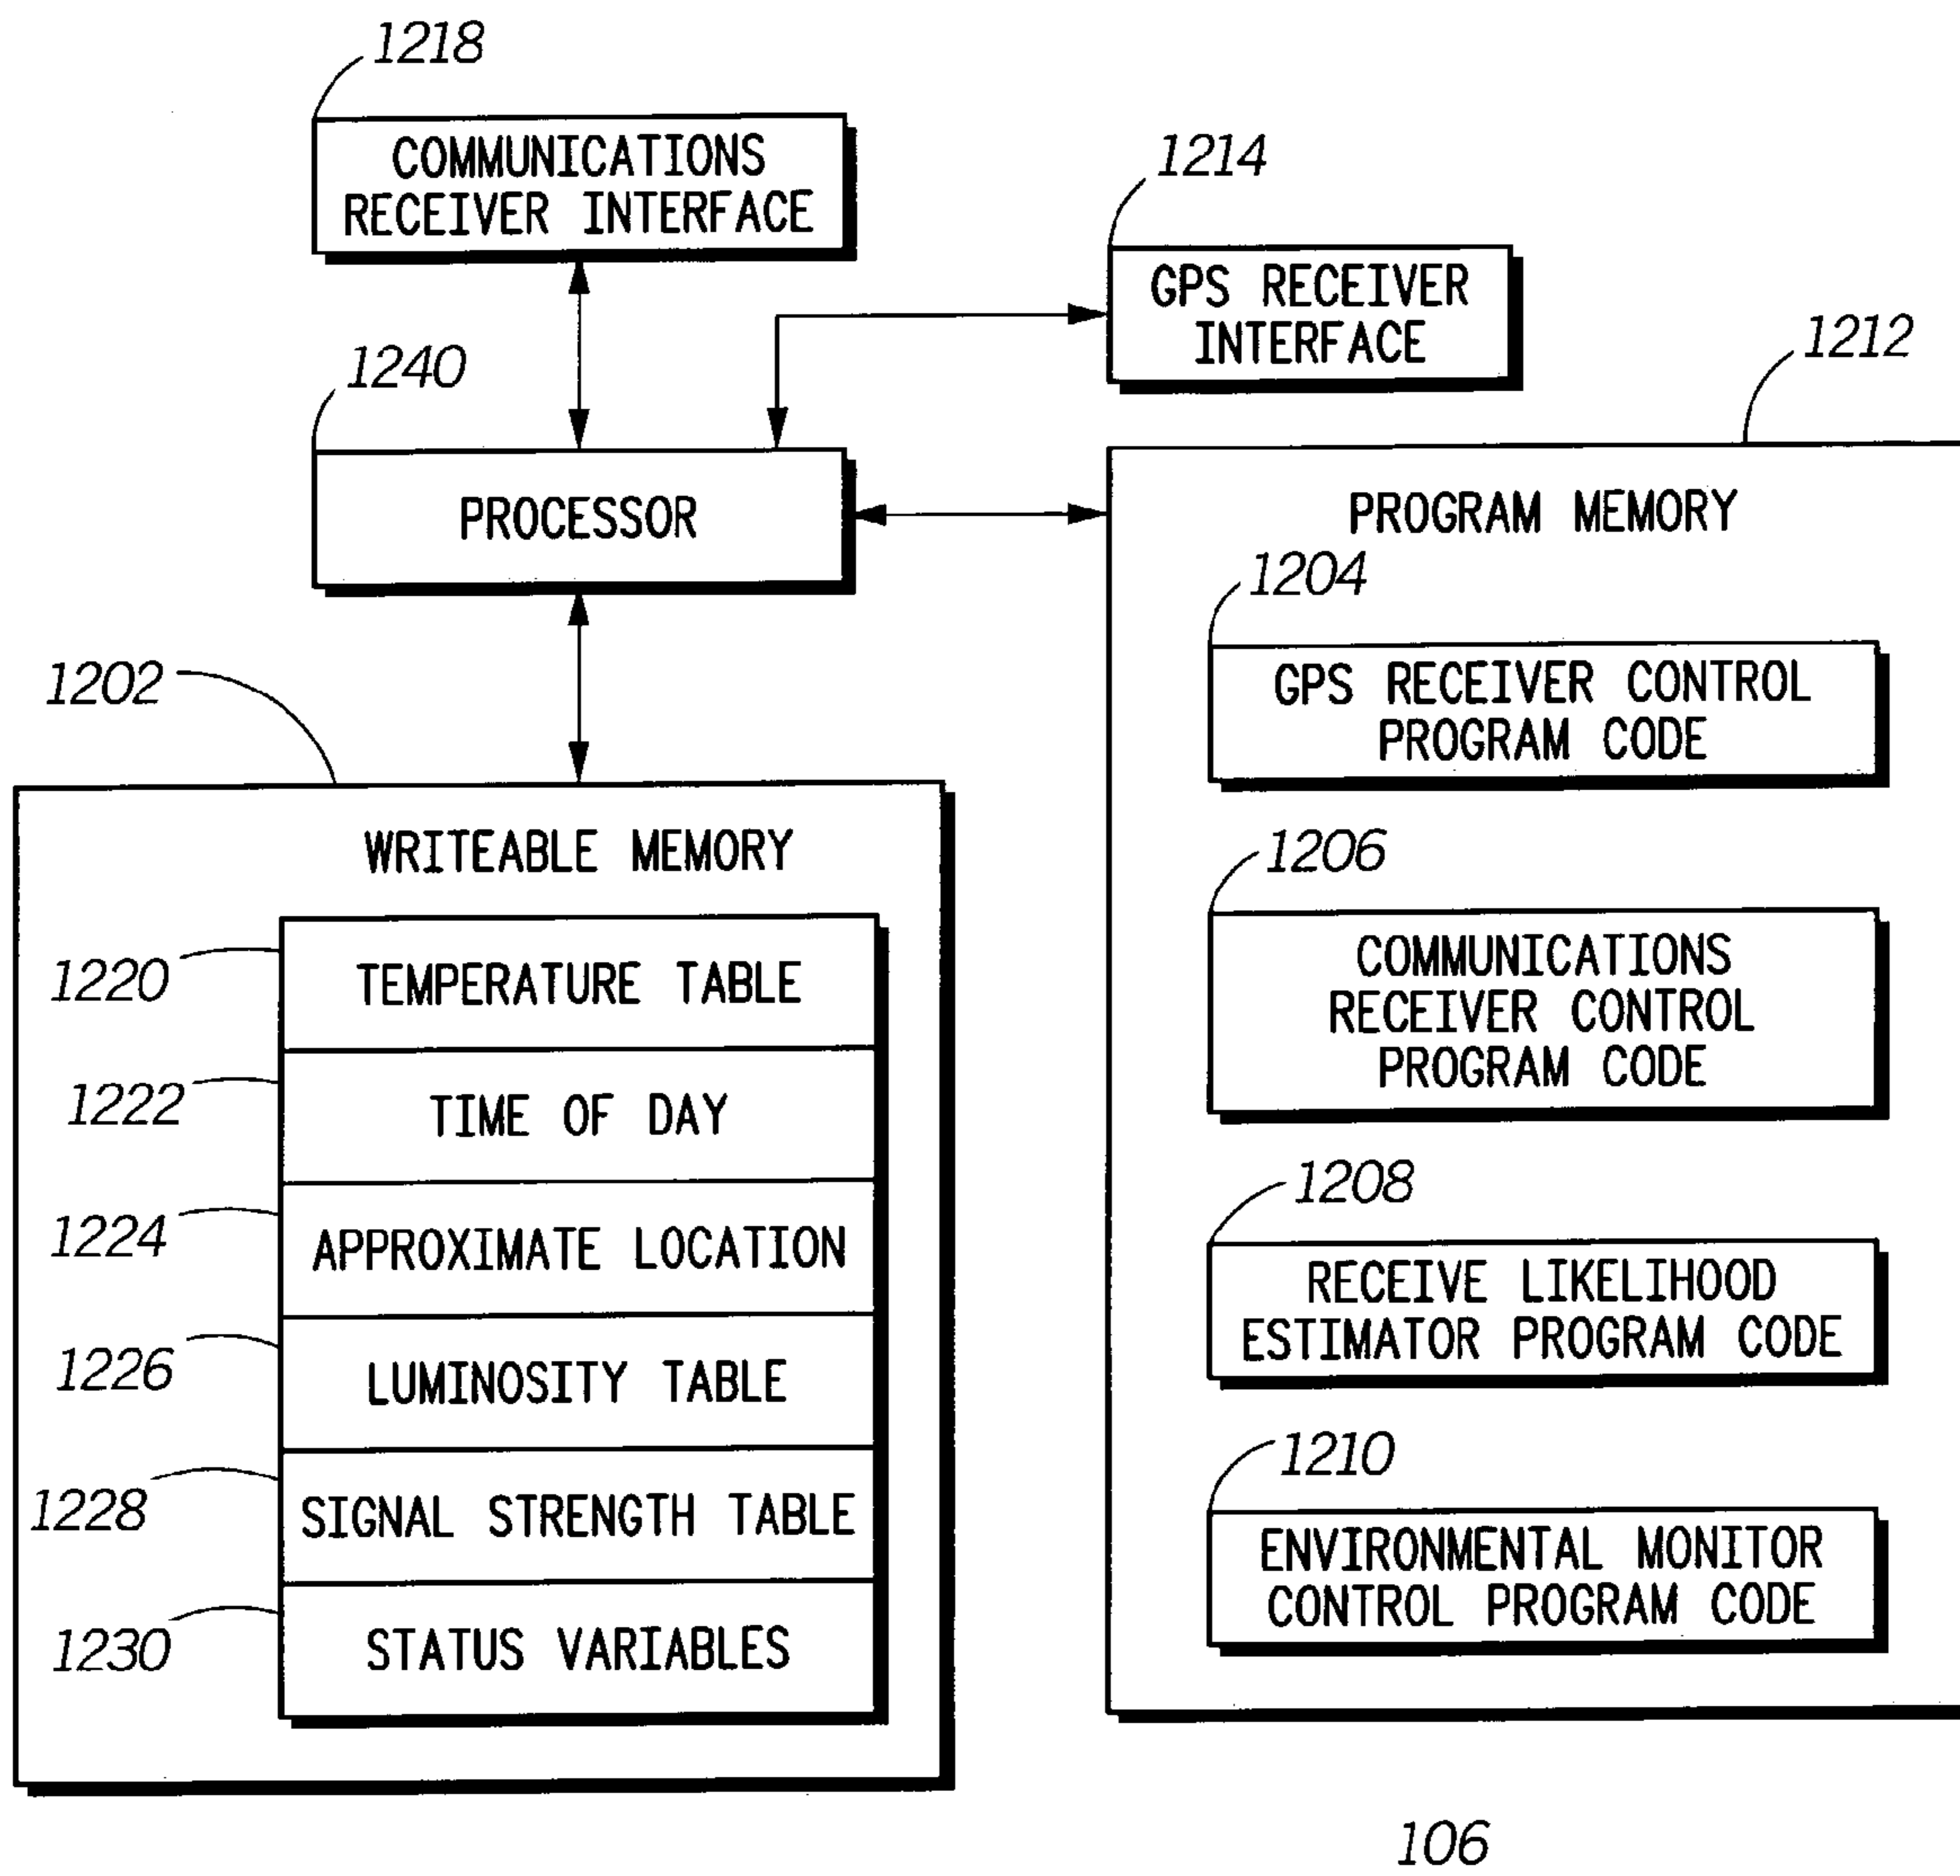 1218
COMMUNICATIONS
RECEIVER INTERFACE
1214
GPS RECEIVER
INTERFACE
1240
PROCESSOR
1212
PROGRAM MEMORY
1204
GPS RECEIVER CONTROL
PROGRAM CODE
1206
COMMUNICATIONS
RECEIVER CONTROL
PROGRAM CODE
1208
RECEIVE LIKELIHOOD
ESTIMATOR PROGRAM CODE
1210
ENVIRONMENTAL MONITOR
CONTROL PROGRAM CODE
1202
WRITEABLE MEMORY
1220
TEMPERATURE TABLE
1222
TIME OF DAY
1224
APPROXIMATE LOCATION
1226
LUMINOSITY TABLE
1228
SIGNAL STRENGTH TABLE
1230
STATUS VARIABLES
106